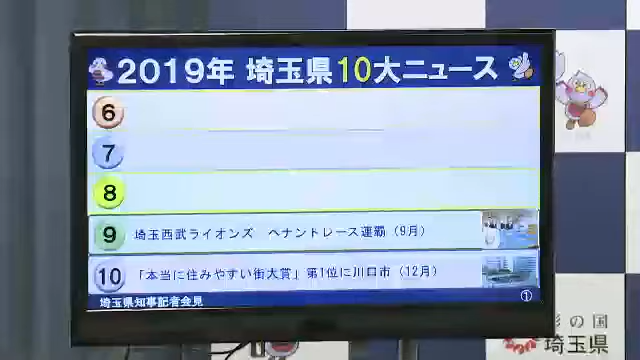 2019年 埼玉県10大ニュース
6
7
8
9 埼玉西武ライオンズ ペナントレース連覇（9月）
10 「本当に住みやすい街大賞」第1位に川口市（12月）
埼玉県知事記者会見 ①
彩の国
埼玉県